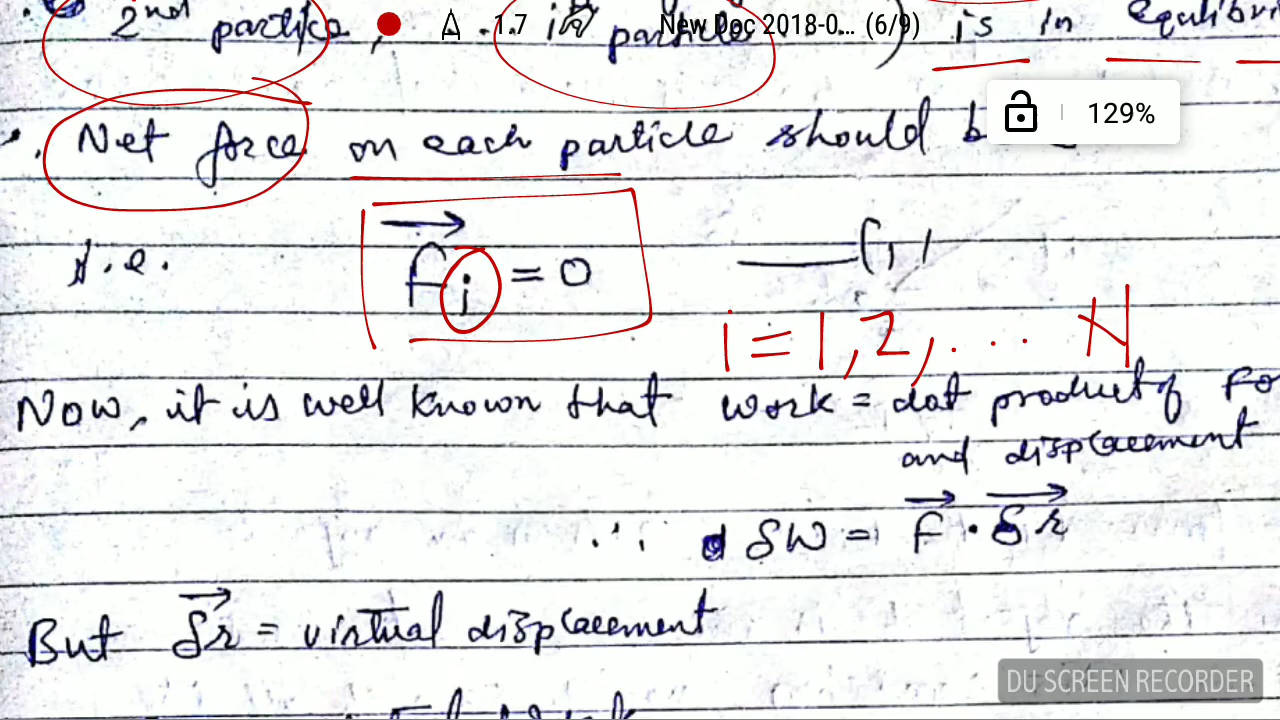 2nd particle, ith particle) is in equlibri
New Doc 2018-0... (6/9)
1.7
129%
Net force on each particle should b
i.e. fi = 0 (1)
i = 1,2, . . . N
Now, it is well known that work = dot product of Fo
and displacement
∴ δW = F · δr
But δr = virtual displacement
DU SCREEN RECORDER